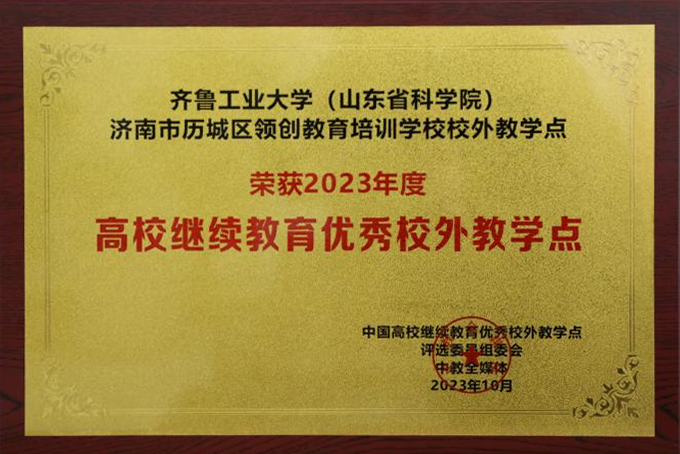 齐鲁工业大学（山东省科学院）
济南市历城区领创教育培训学校校外教学点
荣获2023年度
高校继续教育优秀校外教学点
中国高校继续教育优秀校外教学点
评选委员组委会
中教全媒体
2023年10月